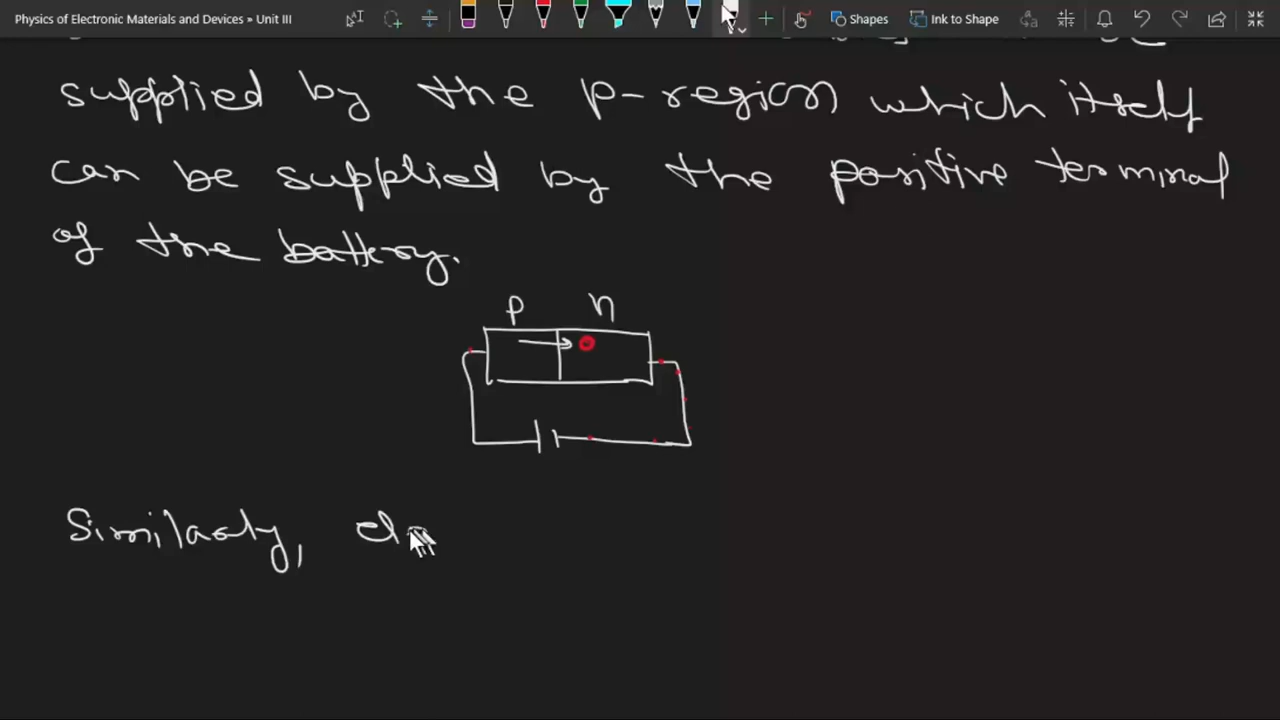 Physics of Electronic Materials and Devices » Unit III
Shapes
Ink to Shape
supplied by the p-region which itself
can be supplied by the positive terminal
of the battery.
p n
Similarly,